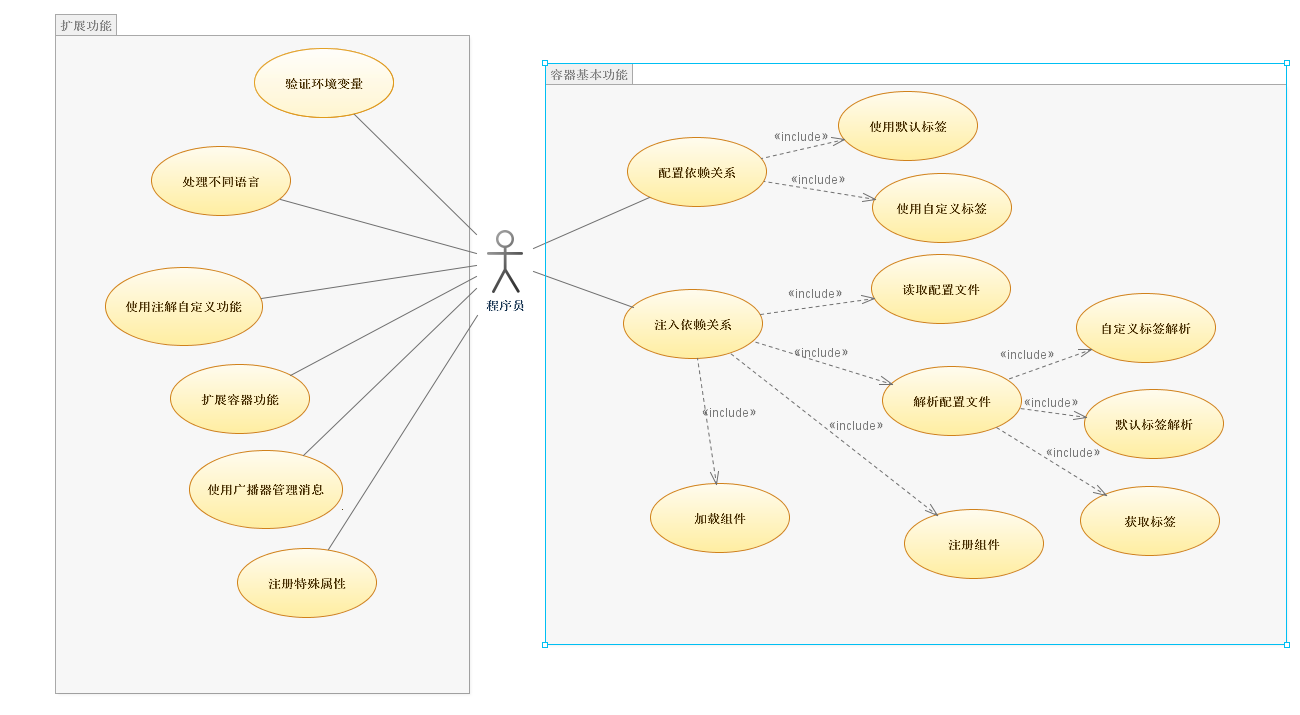 扩展功能
验证环境变量
处理不同语言
使用注解自定义功能
扩展容器功能
使用广播器管理消息
注册特殊属性
程序员
容器基本功能
配置依赖关系
«include»
使用默认标签
«include»
使用自定义标签
注入依赖关系
«include»
读取配置文件
«include»
解析配置文件
«include»
自定义标签解析
«include»
默认标签解析
«include»
获取标签
«include»
加载组件
«include»
注册组件